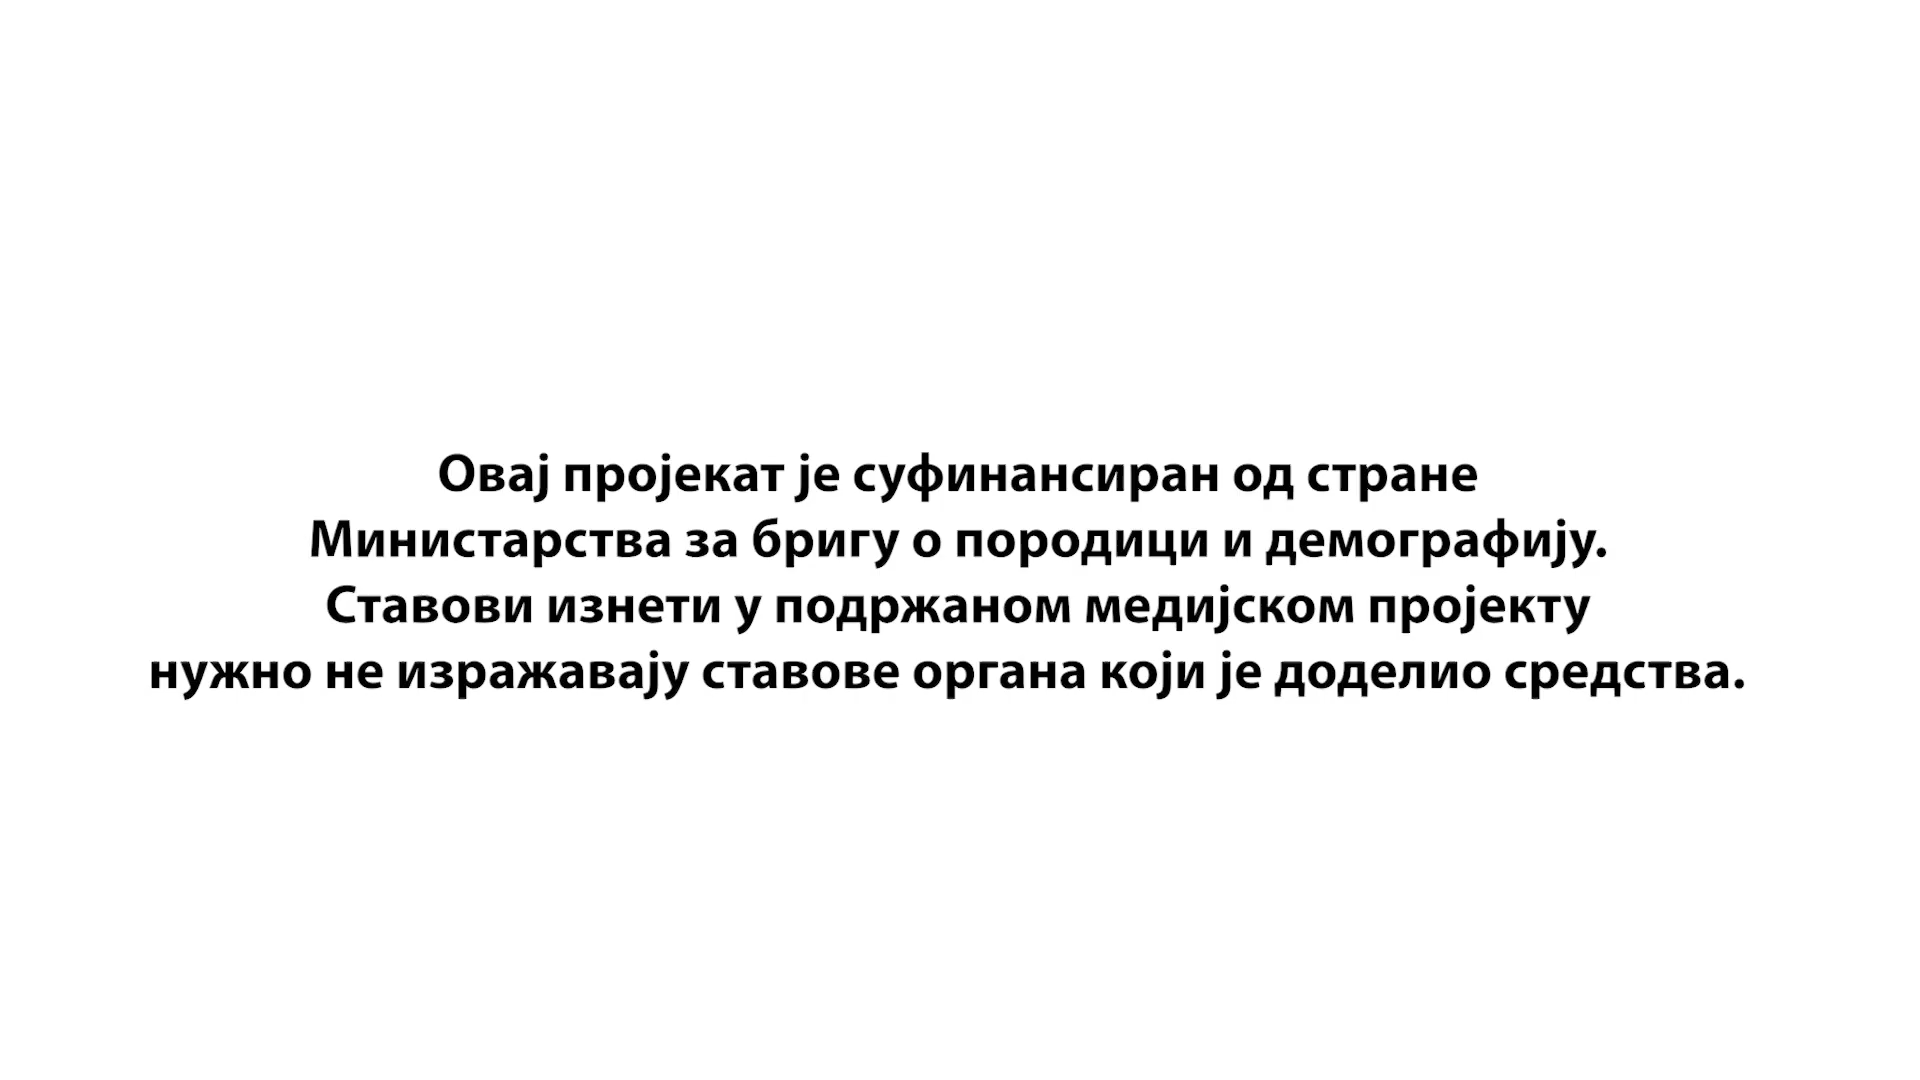 Овај пројекат је суфинансиран од стране
Министарства за бригу о породици и демографију.
Ставови изнети у подржаном медијском пројекту
нужно не изражавају ставове органа који је доделио средства.